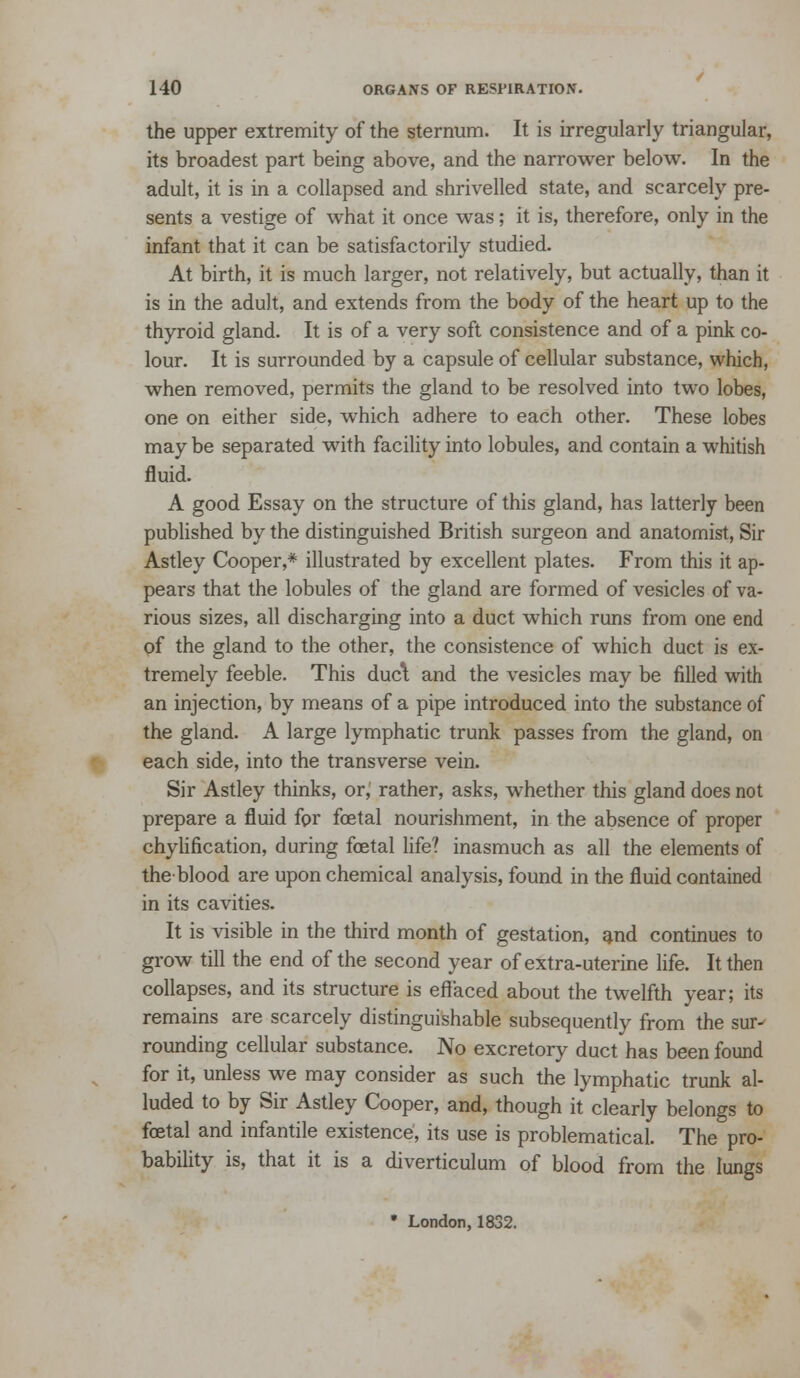 140 ORGANS OF RESPIRATION.
the upper extremity of the sternum. It is irregularly triangular,
its broadest part being above, and the narrower below. In the
adult, it is in a collapsed and shrivelled state, and scarcely pre-
sents a vestige of what it once was; it is, therefore, only in the
infant that it can be satisfactorily studied.
At birth, it is much larger, not relatively, but actually, than it
is in the adult, and extends from the body of the heart up to the
thyroid gland. It is of a very soft consistence and of a pink co-
lour. It is surrounded by a capsule of cellular substance, which,
when removed, permits the gland to be resolved into two lobes,
one on either side, which adhere to each other. These lobes
may be separated with facility into lobules, and contain a whitish
fluid.
A good Essay on the structure of this gland, has latterly been
published by the distinguished British surgeon and anatomist, Sir
Astley Cooper,* illustrated by excellent plates. From this it ap-
pears that the lobules of the gland are formed of vesicles of va-
rious sizes, all discharging into a duct which runs from one end
of the gland to the other, the consistence of which duct is ex-
tremely feeble. This duct and the vesicles may be filled with
an injection, by means of a pipe introduced into the substance of
the gland. A large lymphatic trunk passes from the gland, on
each side, into the transverse vein.
Sir Astley thinks, or, rather, asks, whether this gland does not
prepare a fluid for fœtal nourishment, in the absence of proper
chylification, during fœtal life? inasmuch as all the elements of
the blood are upon chemical analysis, found in the fluid contained
in its cavities.
It is visible in the third month of gestation, and continues to
grow till the end of the second year of extra-uterine life. It then
collapses, and its structure is effaced about the twelfth year; its
remains are scarcely distinguishable subsequently from the sur-
rounding cellular substance. No excretory duct has been found
for it, unless we may consider as such the lymphatic trunk al-
luded to by Sir Astley Cooper, and, though it clearly belongs to
fœtal and infantile existence, its use is problematical. The pro-
bability is, that it is a diverticulum of blood from the lungs
* London, 1832.